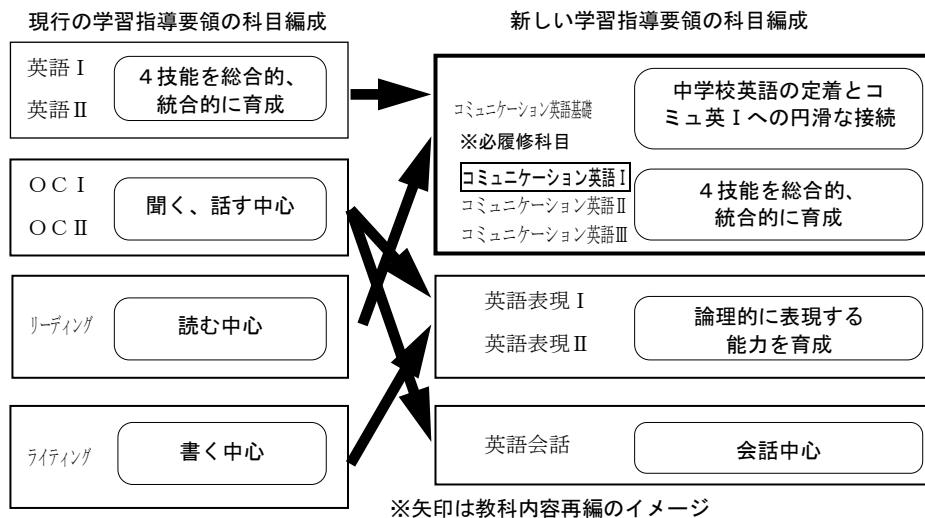 現行の学習指導要領の科目編成
英語Ⅰ
英語Ⅱ
４技能を総合的、
統合的に育成
ＯＣⅠ
ＯＣⅡ
聞く、話す中心
リーディング
読む中心
ライティング
書く中心
新しい学習指導要領の科目編成
コミュニケーション英語基礎
※必履修科目
中学校英語の定着とコ
ミュ英Ⅰへの円滑な接続
コミュニケーション英語Ⅰ
コミュニケーション英語Ⅱ
コミュニケーション英語Ⅲ
４技能を総合的、
統合的に育成
英語表現Ⅰ
英語表現Ⅱ
論理的に表現する
能力を育成
英語会話
会話中心
※矢印は教科内容再編のイメージ